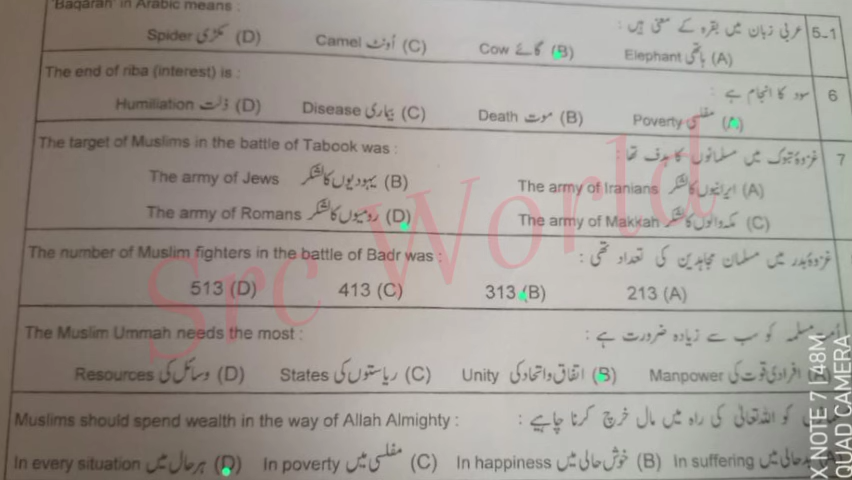 'Baqarah' in Arabic means : عربی زبان میں بقرہ کے معنی ہیں : 5-1
Spider مکڑی (D) Camel اُونٹ (C) Cow گائے (B) Elephant ہاتھی (A)
The end of riba (interest) is : سود کا انجام ہے : 6
Humiliation ذلت (D) Disease بیماری (C) Death موت (B) Poverty مفلسی (A)
The target of Muslims in the battle of Tabook was : غزوۂ تبوک میں مسلمانوں کا ہدف تھا : 7
The army of Jews یہودیوں کا لشکر (B) The army of Iranians ایرانیوں کا لشکر (A)
The army of Romans رومیوں کا لشکر (D) The army of Makkah مکہ والوں کا لشکر (C)
The number of Muslim fighters in the battle of Badr was : غزوۂ بدر میں مسلمان مجاہدین کی تعداد تھی :
513 (D) 413 (C) 313 (B) 213 (A)
The Muslim Ummah needs the most : اُمت مسلمہ کو سب سے زیادہ ضرورت ہے :
Resources وسائل کی (D) States ریاستوں کی (C) Unity اتفاق و اتحاد کی (B) Manpower افرادی قوت کی
Muslims should spend wealth in the way of Allah Almighty : کو اللہ تعالیٰ کی راہ میں مال خرچ کرنا چاہیے :
In every situation ہر حال میں (D) In poverty مفلسی میں (C) In happiness خوش حالی میں (B) In suffering بدحالی میں (A)
Src World
X NOTE 7 | 48M
QUAD CAMERA